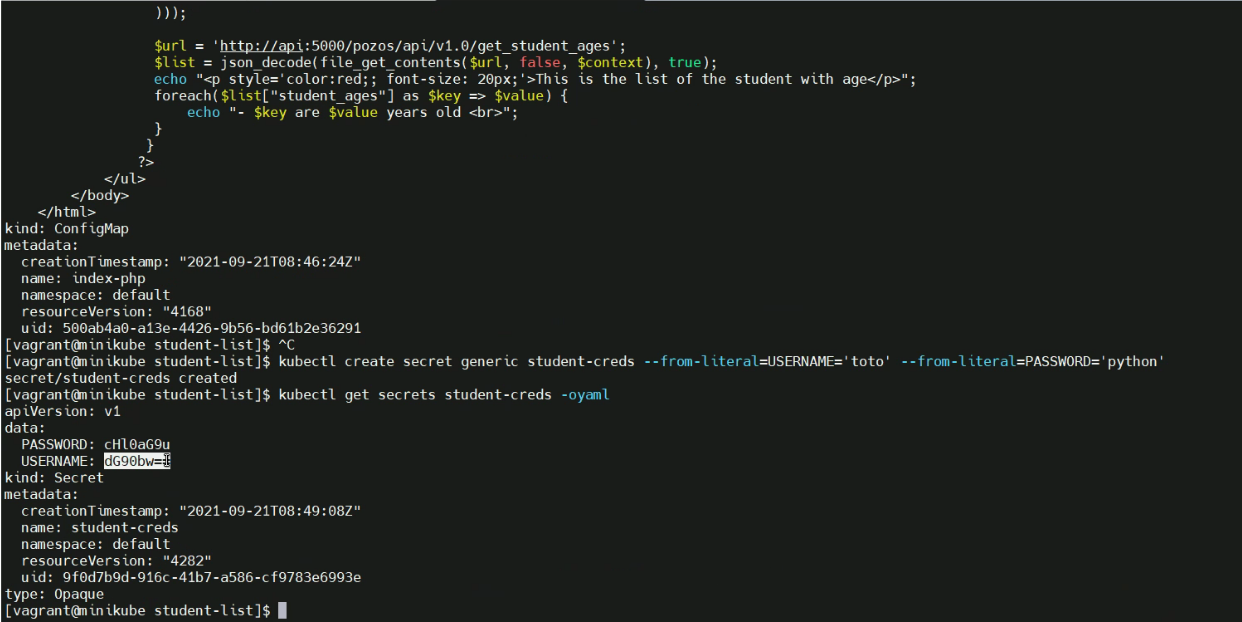 )));
$url = 'http://api:5000/pozos/api/v1.0/get_student_ages';
$list = json_decode(file_get_contents($url, false, $context), true);
echo "<p style='color:red;; font-size: 20px;'>This is the list of the student with age</p>";
foreach($list["student_ages"] as $key => $value) {
echo "- $key are $value years old <br>";
}
}
?>
</ul>
</body>
</html>
kind: ConfigMap
metadata:
creationTimestamp: "2021-09-21T08:46:24Z"
name: index-php
namespace: default
resourceVersion: "4168"
uid: 500ab4a0-a13e-4426-9b56-bd61b2e36291
[vagrant@minikube student-list]$ ^C
[vagrant@minikube student-list]$ kubectl create secret generic student-creds --from-literal=USERNAME='toto' --from-literal=PASSWORD='python'
secret/student-creds created
[vagrant@minikube student-list]$ kubectl get secrets student-creds -oyaml
apiVersion: v1
data:
PASSWORD: cHl0aG9u
USERNAME: dG90bw==
kind: Secret
metadata:
creationTimestamp: "2021-09-21T08:49:08Z"
name: student-creds
namespace: default
resourceVersion: "4282"
uid: 9f0d7b9d-916c-41b7-a586-cf9783e6993e
type: Opaque
[vagrant@minikube student-list]$